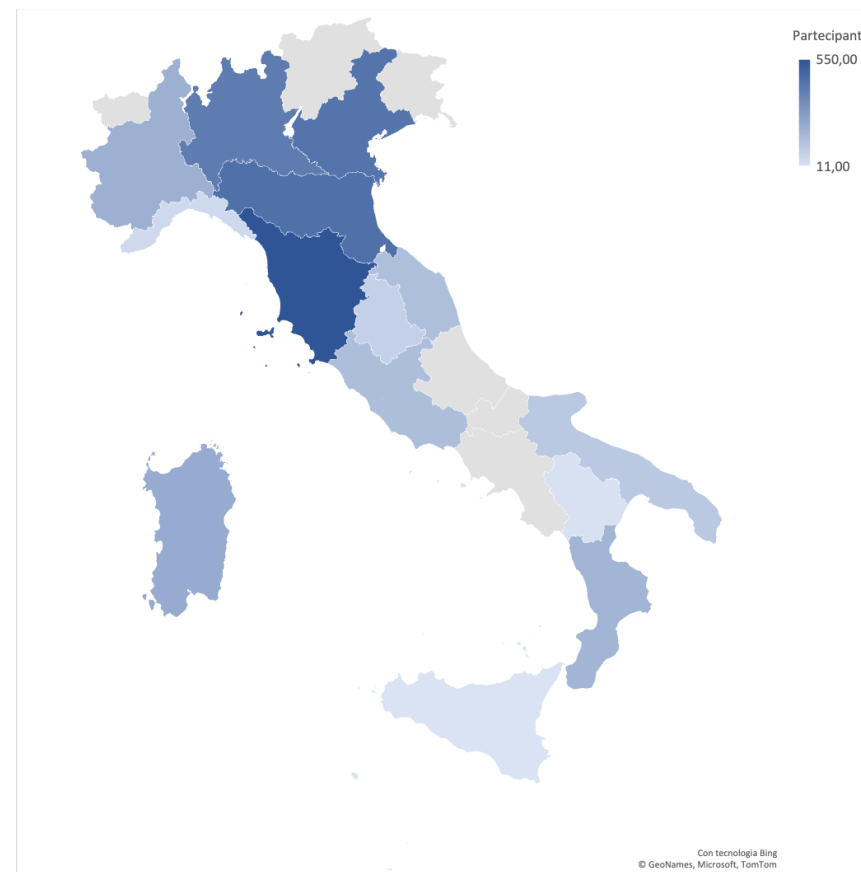 Partecipant
550,00
11,00
Con tecnologia Bing
© GeoNames, Microsoft, TomTom